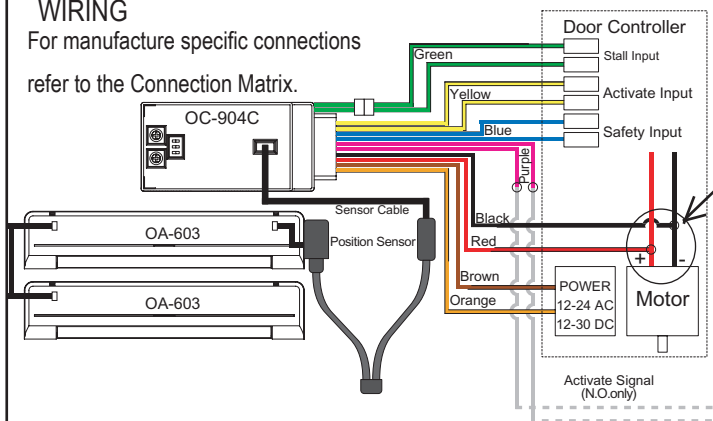 WIRING
For manufacture specific connections
refer to the Connection Matrix.
Door Controller
Green
Stall Input
Yellow
Activate Input
OC-904C
Blue
Safety Input
Purple
Sensor Cable
Black
OA-603
Position Sensor
Red
+ -
Brown
POWER
12-24 AC
12-30 DC
Motor
OA-603
Orange
Activate Signal
(N.O.only)